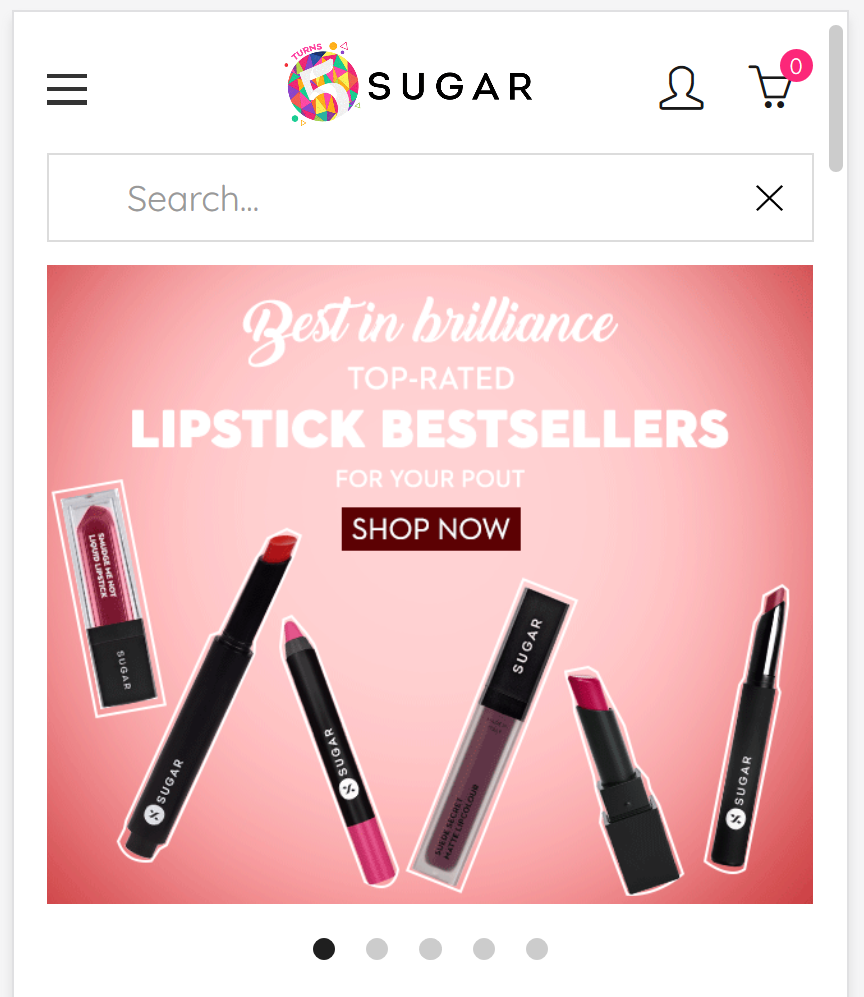 TURNS
5
SUGAR
0
Search...
Best in brilliance
TOP-RATED
LIPSTICK BESTSELLERS
FOR YOUR POUT
SHOP NOW
SMUDGE ME NOT
LIQUID LIPSTICK
SUGAR
SUGAR
SUGAR
SUGAR
SUEDE SECRET
MATTE LIPCOLOUR
SUGAR